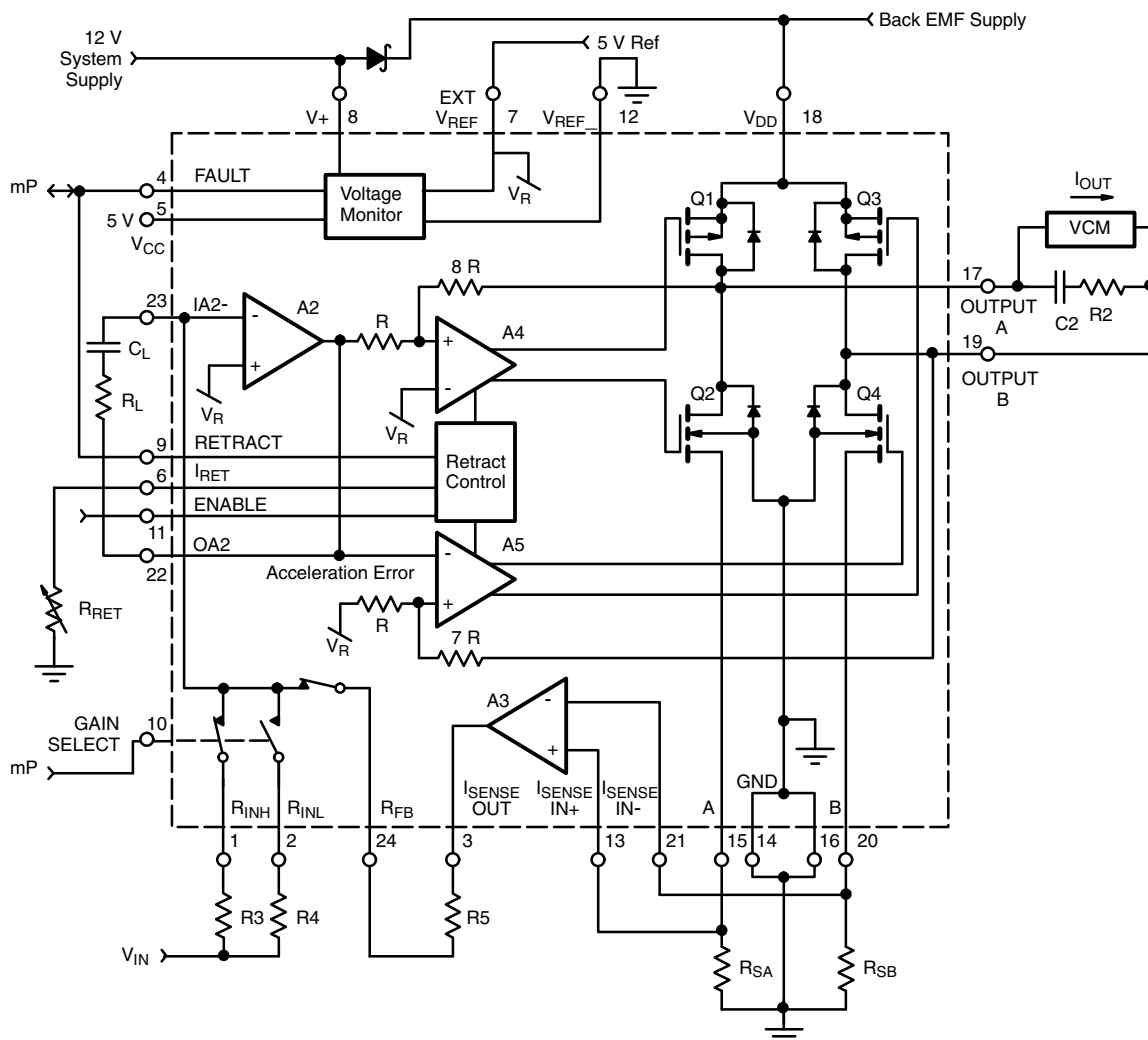 Back EMF Supply
12 V
System
Supply
5 V Ref
EXT
V+ 8
VREF 7
VREF_ 12
VDD 18
mP
4 FAULT
5
5 V
VCC
Voltage
Monitor
VR
Q1
Q3
IOUT
VCM
17
OUTPUT
A
C2
R2
19
OUTPUT
B
8 R
23 IA2-
A2
-
+
R
A4
+
-
CL
RL
VR
VR
Q2
Q4
9 RETRACT
6 IRET
ENABLE
11
OA2
22
Retract
Control
A5
-
+
Acceleration Error
RRET
VR
R
7 R
A3
-
+
GAIN
SELECT
10
mP
RINH
RINL
RFB
ISENSE
OUT
ISENSE
IN+
ISENSE
IN-
A
GND
B
1
2
24
3
13
21
15
14
16
20
R3
R4
R5
VIN
RSA
RSB